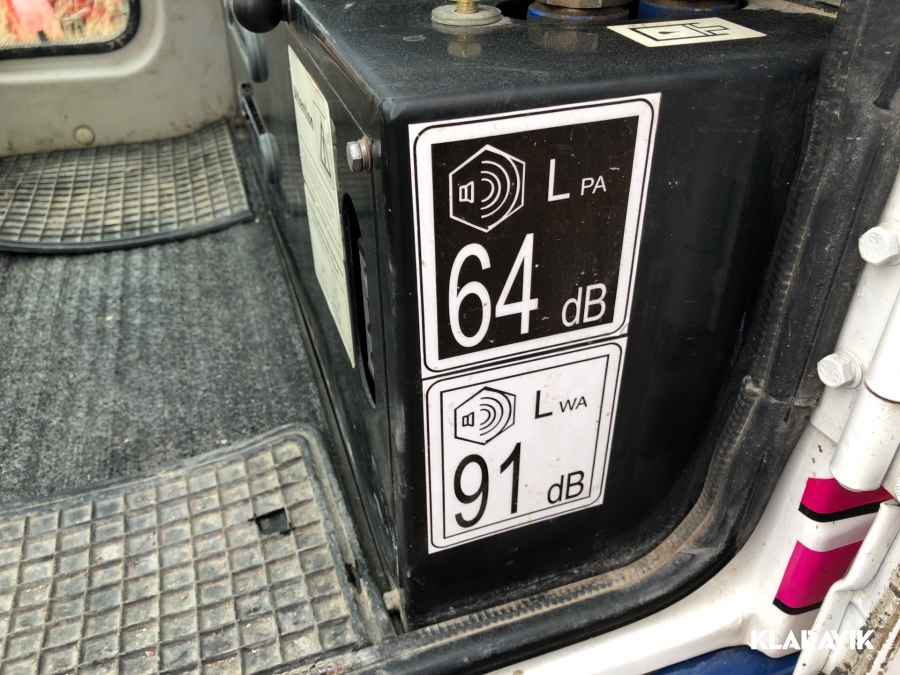 L PA
64 dB
L WA
91 dB
KLARAVIK